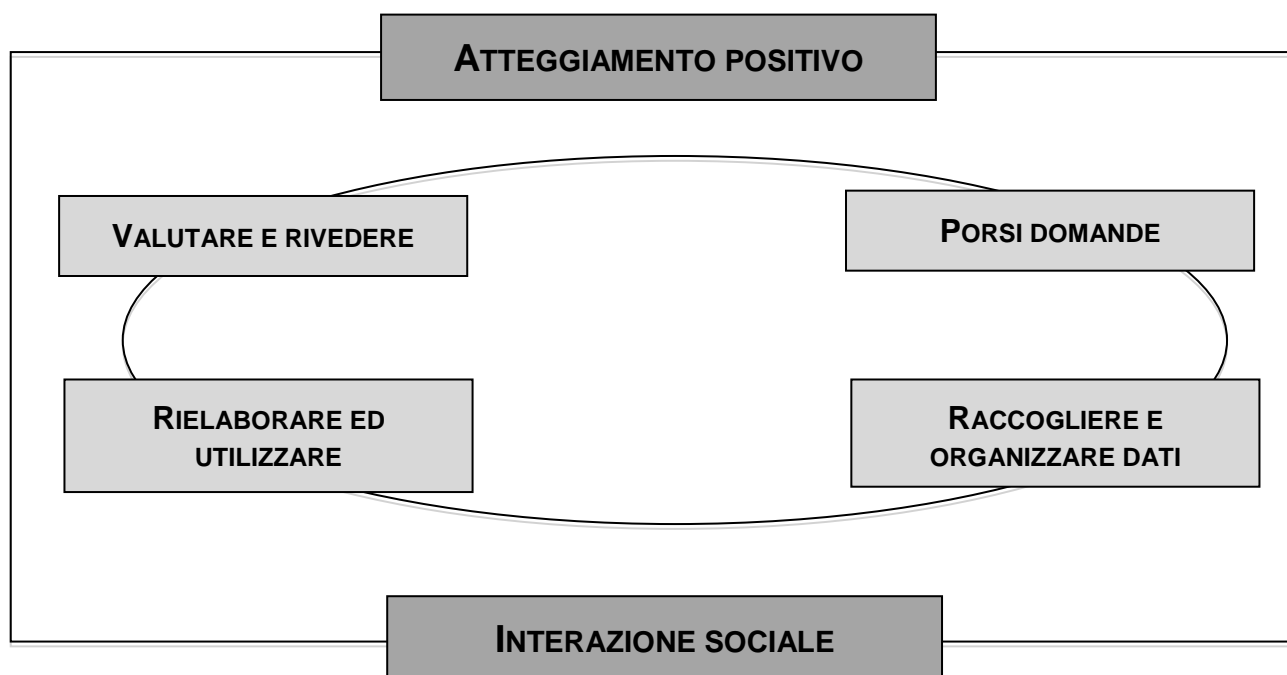 ATTEGGIAMENTO POSITIVO
VALUTARE E RIVEDERE
PORSI DOMANDE
RIELABORARE ED
UTILIZZARE
RACCOGLIERE E
ORGANIZZARE DATI
INTERAZIONE SOCIALE